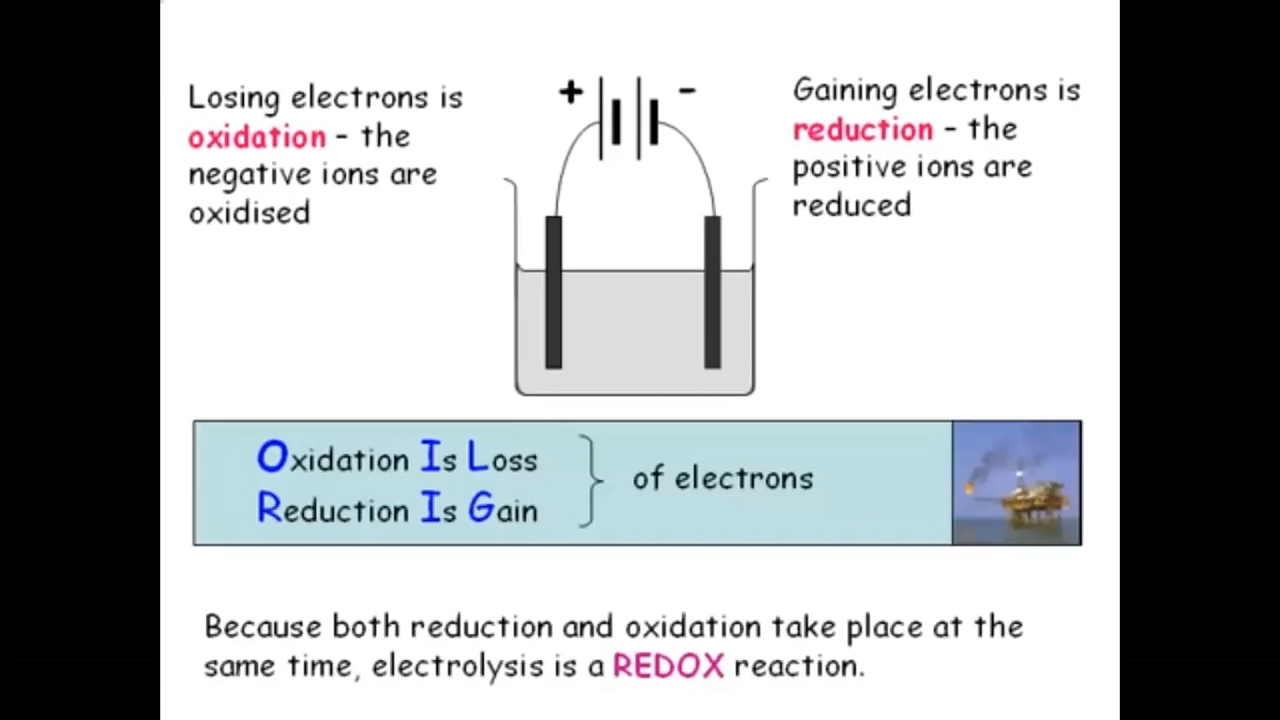 Losing electrons is
oxidation – the
negative ions are
oxidised
+ -
Gaining electrons is
reduction – the
positive ions are
reduced
Oxidation Is Loss
Reduction Is Gain
of electrons
Because both reduction and oxidation take place at the
same time, electrolysis is a REDOX reaction.